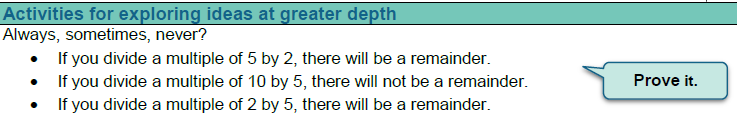 Activities for exploring ideas at greater depth
Always, sometimes, never?
• If you divide a multiple of 5 by 2, there will be a remainder.
• If you divide a multiple of 10 by 5, there will not be a remainder.
Prove it.
• If you divide a multiple of 2 by 5, there will be a remainder.